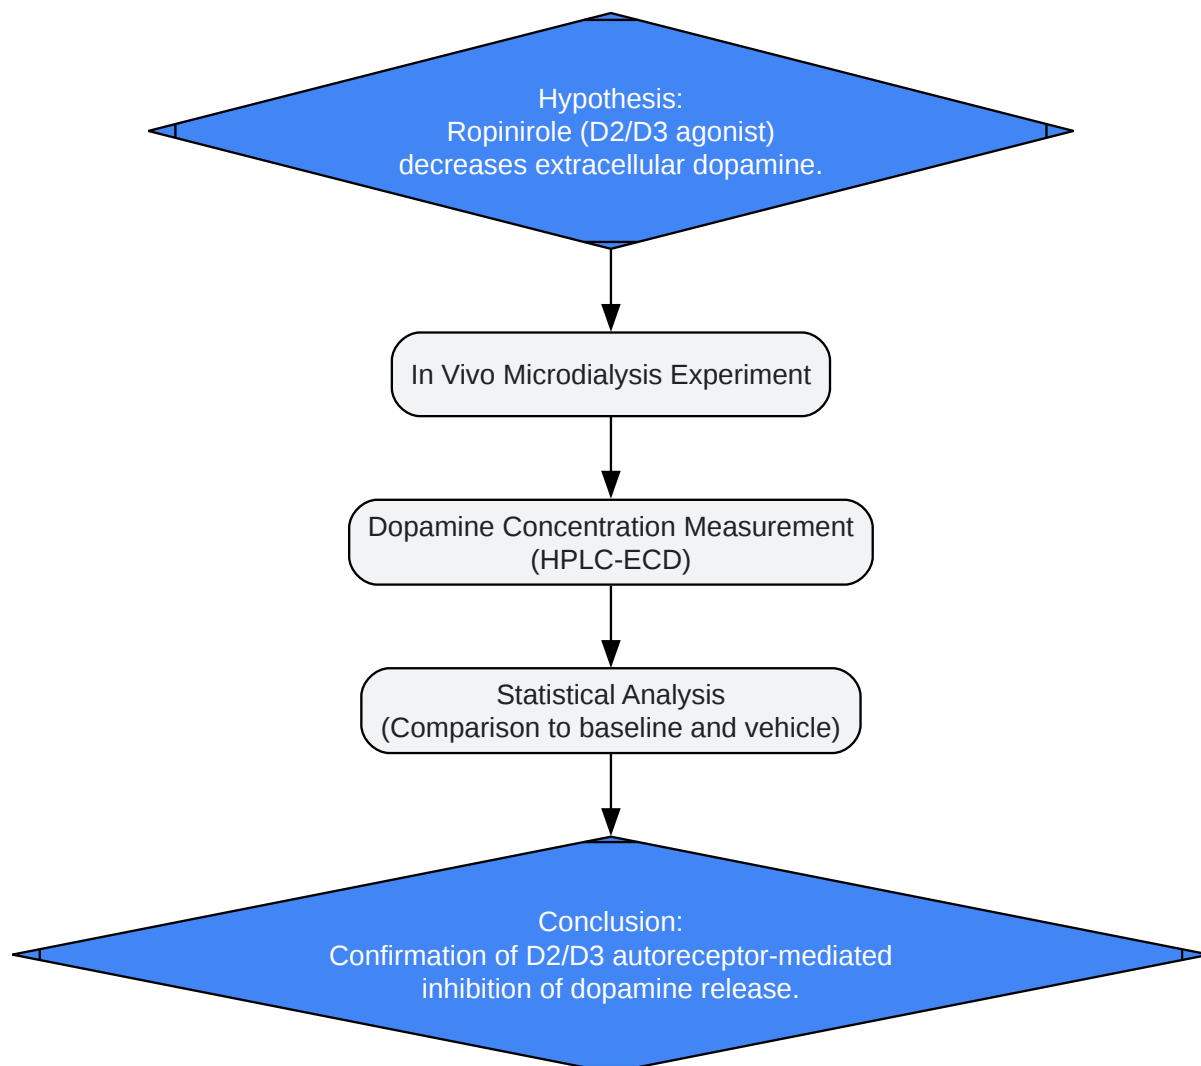 Hypothesis:
Ropinirole (D2/D3 agonist)
decreases extracellular dopamine.
In Vivo Microdialysis Experiment
Dopamine Concentration Measurement
(HPLC-ECD)
Statistical Analysis
(Comparison to baseline and vehicle)
Conclusion:
Confirmation of D2/D3 autoreceptor-mediated
inhibition of dopamine release.